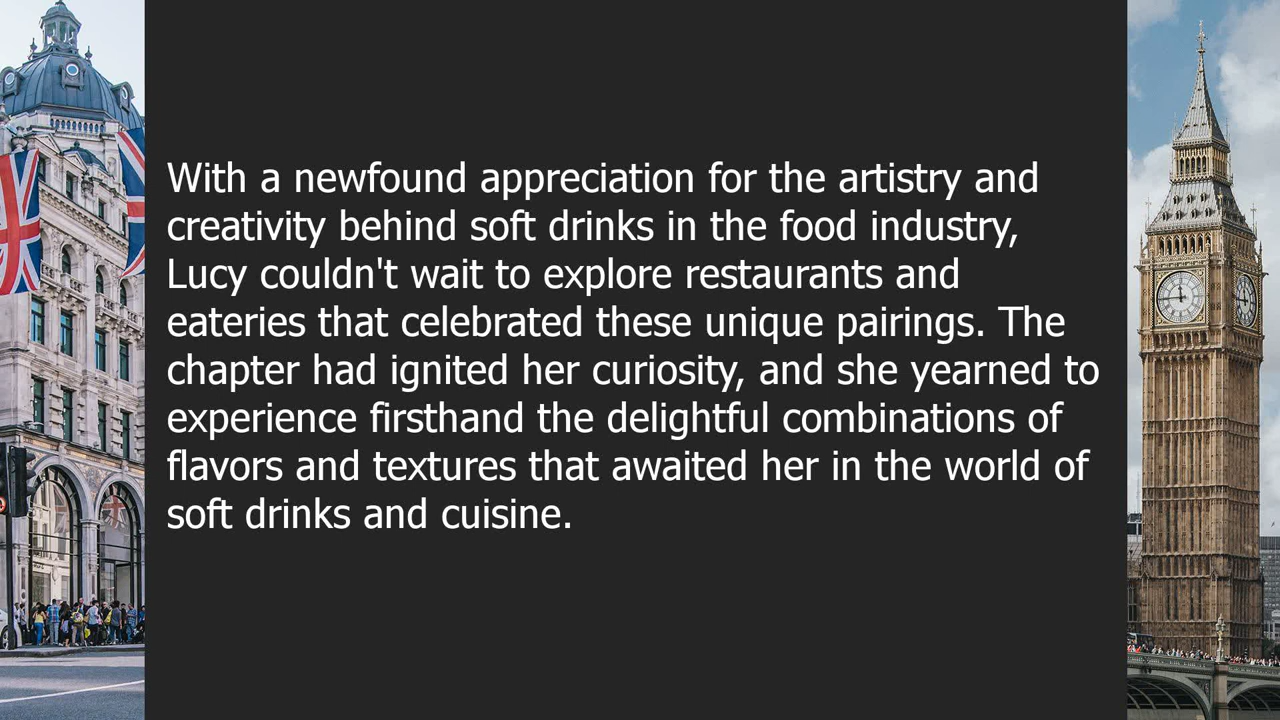 With a newfound appreciation for the artistry and
creativity behind soft drinks in the food industry,
Lucy couldn't wait to explore restaurants and
eateries that celebrated these unique pairings. The
chapter had ignited her curiosity, and she yearned to
experience firsthand the delightful combinations of
flavors and textures that awaited her in the world of
soft drinks and cuisine.